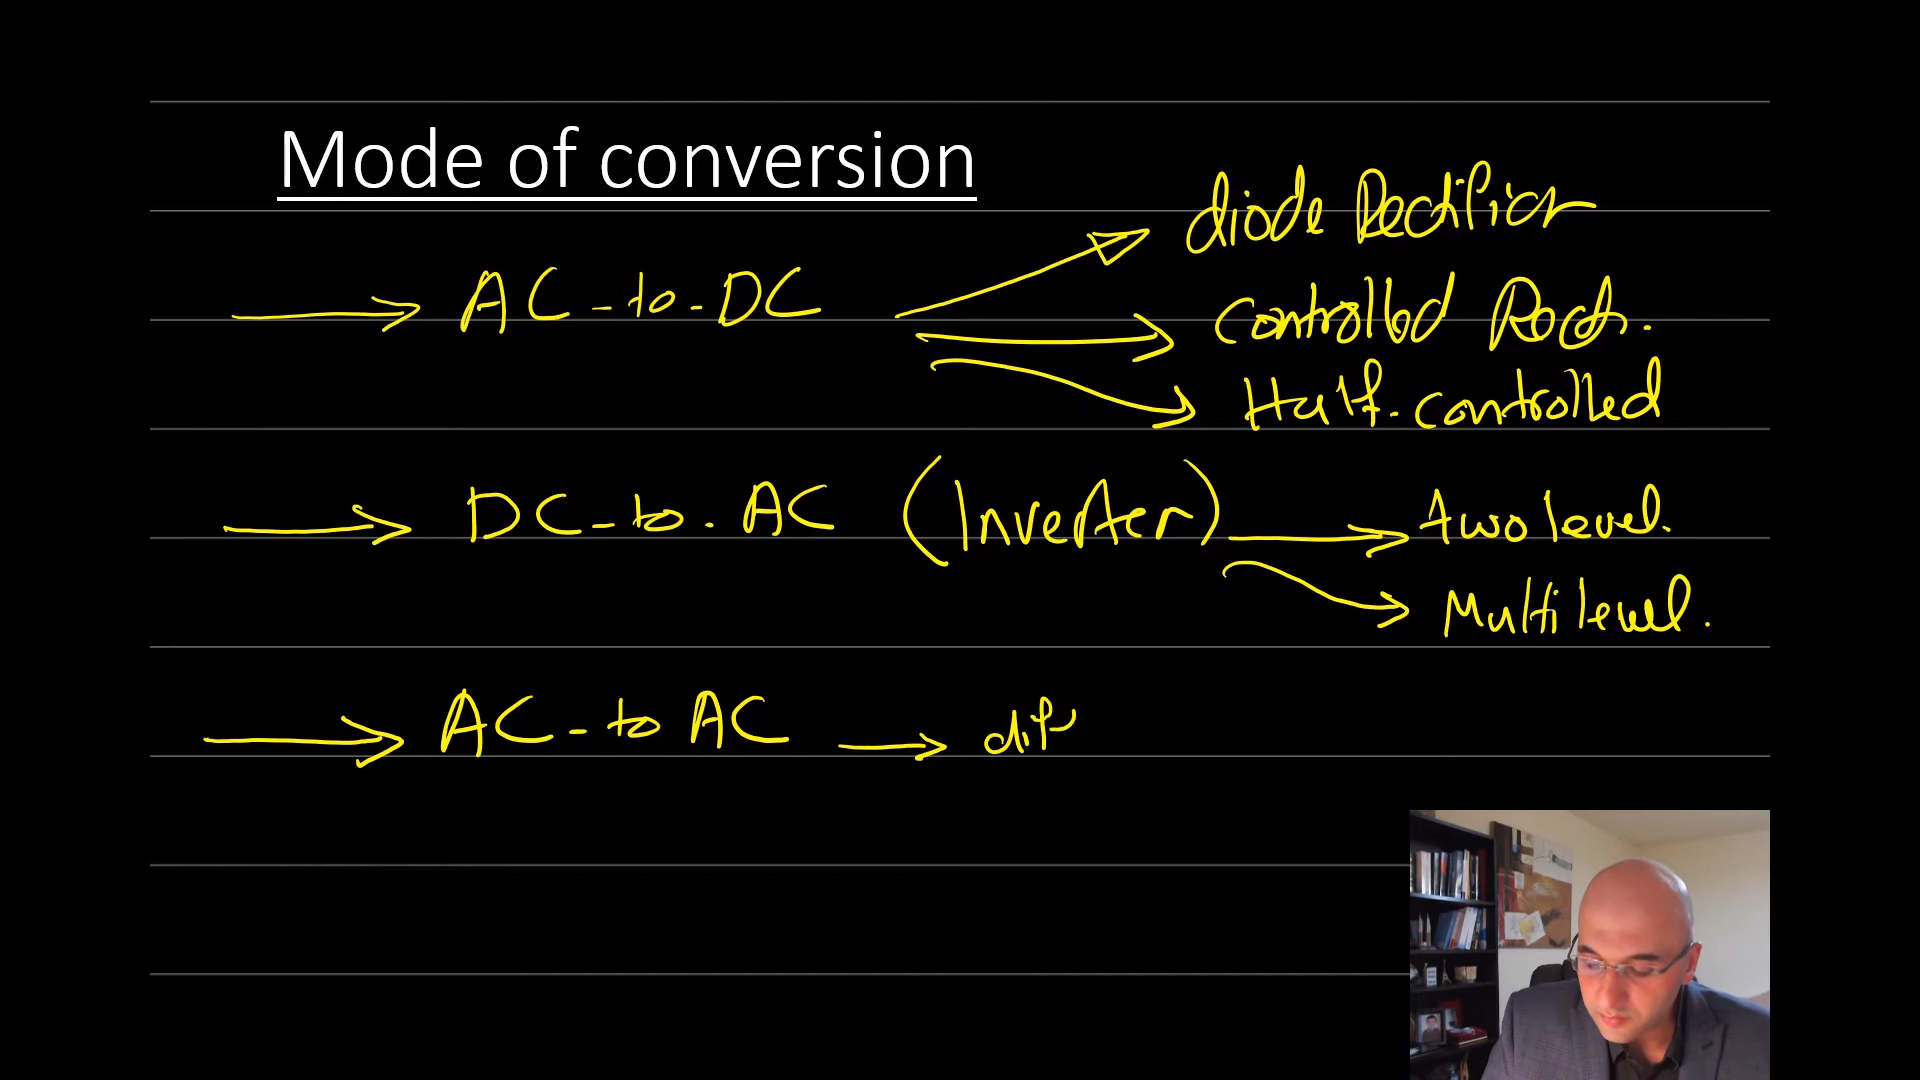 Mode of conversion
AC-to-DC
diode Rectifier
controlled Rect.
Half-controlled
DC-to-AC (Inverter)
two level.
Multilevel.
AC-to AC
dif